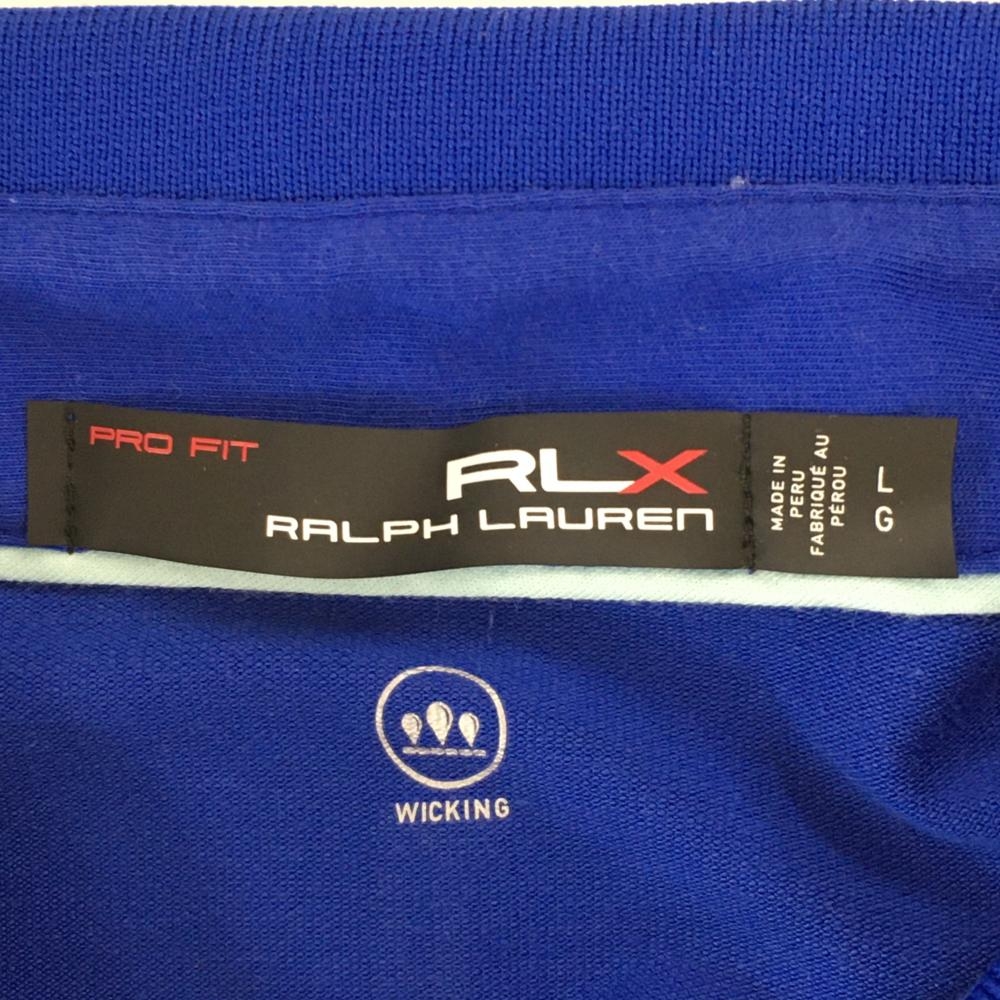 PRO FIT
RLX
RALPH LAUREN
MADE IN
PERU
FABRIQUÉ AU
PÉROU
L
G
WICKING